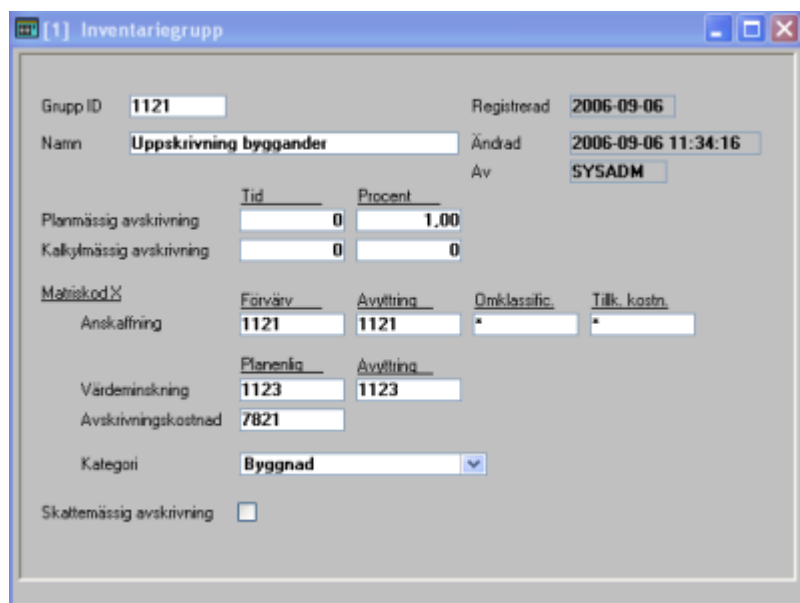 [1] Inventariegrupp
Grupp ID 1121 Registrerad 2006-09-06
Namn Uppskrivning byggander Ändrad 2006-09-06 11:34:16
Av SYSADM
Tid Procent
Planmässig avskrivning 0 1,00
Kalkylmässig avskrivning 0 0
Matriskod X Förvärv Avyttring Omklassific. Tillk. kostn.
Anskaffning 1121 1121 * *
Planenlig Avyttring
Värdeminskning 1123 1123
Avskrivningskostnad 7821
Kategori Byggnad
Skattemässig avskrivning